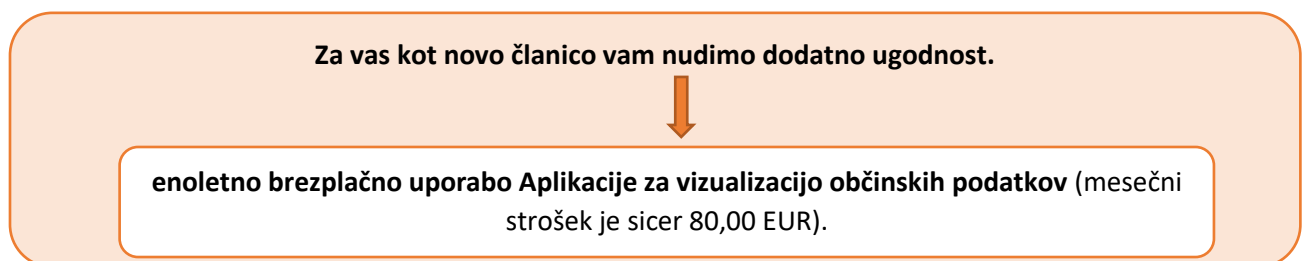 Za vas kot novo članico vam nudimo dodatno ugodnost.
enoletno brezplačno uporabo Aplikacije za vizualizacijo občinskih podatkov (mesečni
strošek je sicer 80,00 EUR).